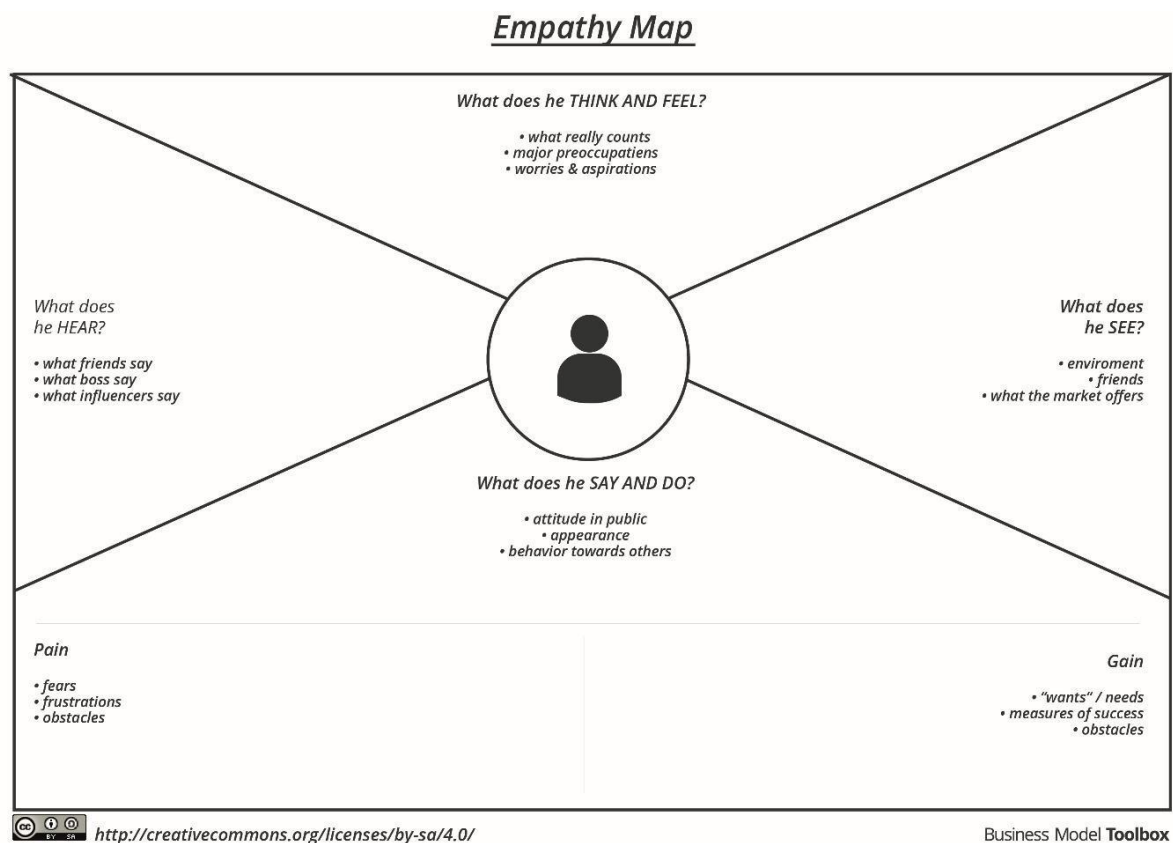 Empathy Map
What does he THINK AND FEEL?
• what really counts
• major preoccupatiens
• worries & aspirations
What does
he HEAR?
• what friends say
• what boss say
• what influencers say
What does
he SEE?
• enviroment
• friends
• what the market offers
What does he SAY AND DO?
• attitude in public
• appearance
• behavior towards others
Pain
• fears
• frustrations
• obstacles
Gain
• “wants” / needs
• measures of success
• obstacles
cc BY SA
http://creativecommons.org/licenses/by-sa/4.0/
Business Model Toolbox